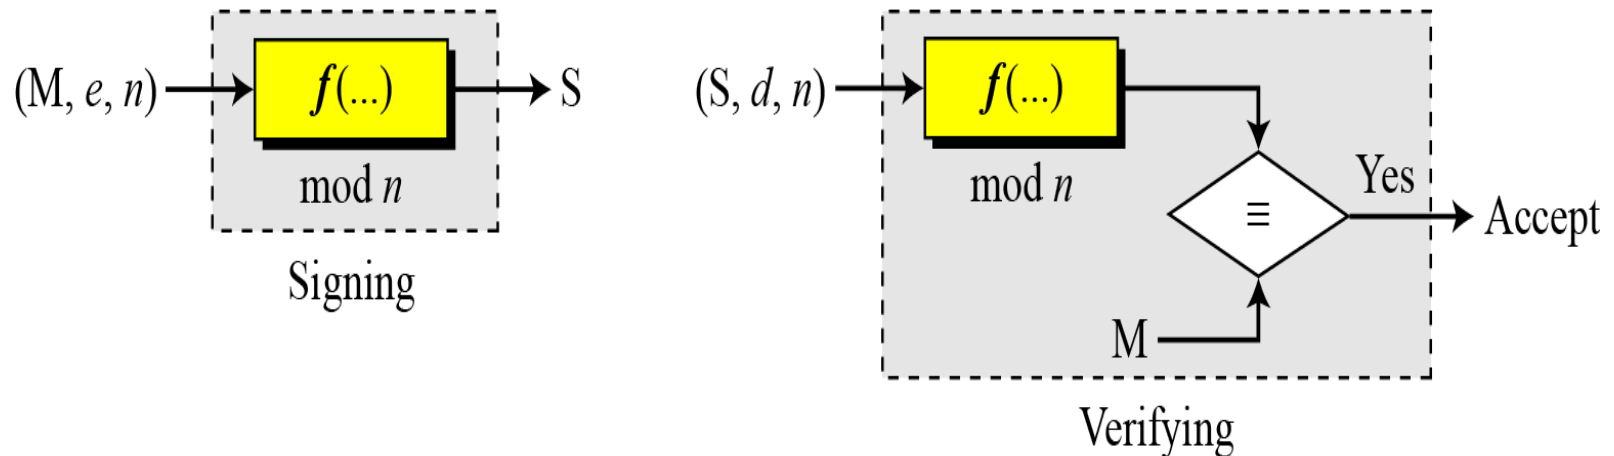 (M, e, n)
f(...)
S
mod n
Signing
(S, d, n)
f(...)
mod n
≡
Yes
Accept
M
Verifying